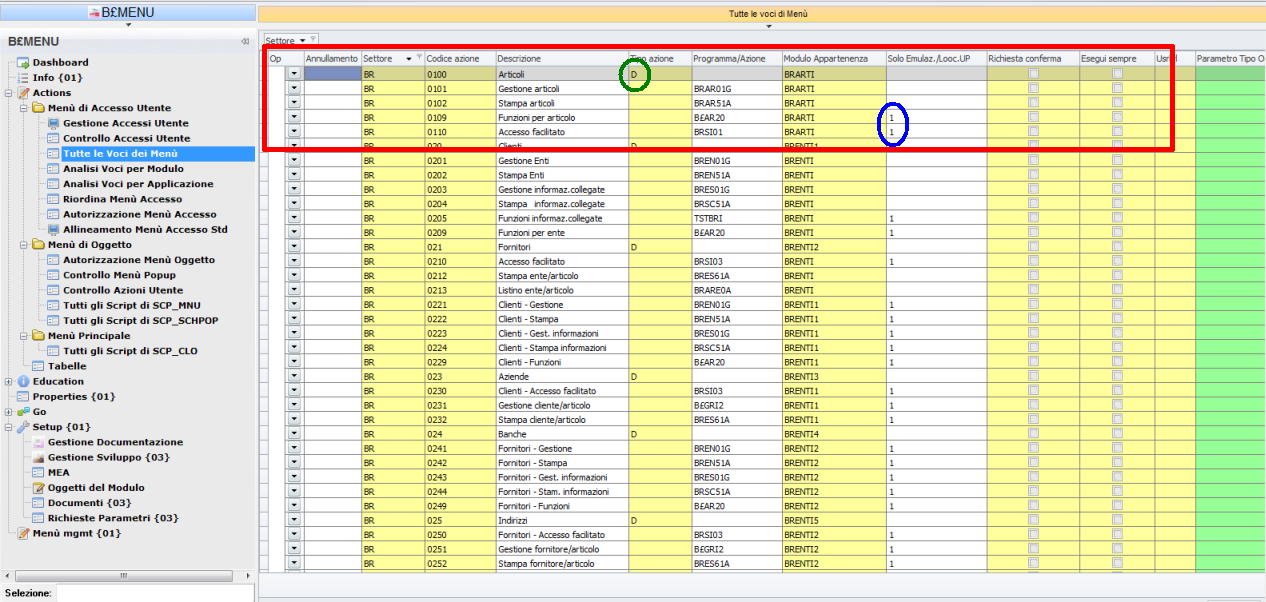 B£MENU
Tutte le voci di Menù
B£MENU
Dashboard
Info {01}
Actions
Menù di Accesso Utente
Gestione Accessi Utente
Controllo Accessi Utente
Tutte le Voci dei Menù
Analisi Voci per Modulo
Analisi Voci per Applicazione
Riordina Menù Accesso
Autorizzazione Menù Accesso
Allineamento Menù Accesso Std
Menù di Oggetto
Autorizzazione Menù Oggetto
Controllo Menù Popup
Controllo Azioni Utente
Tutti gli Script di SCP_MNU
Tutti gli Script di SCP_SCHPOP
Menù Principale
Tutti gli Script di SCP_CLO
Tabelle
Education
Properties {01}
Go
Setup {01}
Gestione Documentazione
Gestione Sviluppo {03}
MEA
Oggetti del Modulo
Documenti {03}
Richieste Parametri {03}
Menù mgmt {01}
Selezione:
Settore
Op Annullamento Settore Codice azione Descrizione Tipo azione Programma/Azione Modulo Appartenenza Solo Emulaz./Looc.UP Richiesta conferma Esegui sempre Parametro Tipo O
BR 0100 Articoli D BRARTI
BR 0101 Gestione articoli BRAR01G BRARTI
BR 0102 Stampa articoli BRAR51A BRARTI
BR 0109 Funzioni per articolo B£AR20 BRARTI 1
BR 0110 Accesso facilitato BRSI01 BRARTI 1
BR 020 Clienti D BRENTI1
BR 0201 Gestione Enti BREN01G BRENTI
BR 0202 Stampa Enti BREN51A BRENTI
BR 0203 Gestione informaz.collegate BRES01G BRENTI
BR 0204 Stampa informaz.collegate BRSC51A BRENTI
BR 0205 Funzioni informaz.collegate TSTBRI BRENTI 1
BR 0209 Funzioni per ente B£AR20 BRENTI 1
BR 021 Fornitori D BRENTI2
BR 0210 Accesso facilitato BRSI03 BRENTI 1
BR 0212 Stampa ente/articolo BRES61A BRENTI
BR 0213 Listino ente/articolo BRARE0A BRENTI
BR 0221 Clienti - Gestione BREN01G BRENTI1 1
BR 0222 Clienti - Stampa BREN51A BRENTI1 1
BR 0223 Clienti - Gest. informazioni BRES01G BRENTI1 1
BR 0224 Clienti - Stampa informazioni BRSC51A BRENTI1 1
BR 0229 Clienti - Funzioni B£AR20 BRENTI1 1
BR 023 Aziende D BRENTI3
BR 0230 Clienti - Accesso facilitato BRSI03 BRENTI1 1
BR 0231 Gestione cliente/articolo B£GRI2 BRENTI1 1
BR 0232 Stampa cliente/articolo BRES61A BRENTI1 1
BR 024 Banche D BRENTI4
BR 0241 Fornitori - Gestione BREN01G BRENTI2 1
BR 0242 Fornitori - Stampa BREN51A BRENTI2 1
BR 0243 Fornitori - Gest. informazioni BRES01G BRENTI2 1
BR 0244 Fornitori - Stam. informazioni BRSC51A BRENTI2 1
BR 0249 Fornitori - Funzioni B£AR20 BRENTI2 1
BR 025 Indirizzi D BRENTI5
BR 0250 Fornitori - Accesso facilitato BRSI03 BRENTI2 1
BR 0251 Gestione fornitore/articolo B£GRI2 BRENTI2 1
BR 0252 Stampa fornitore/articolo BRES61A BRENTI2 1